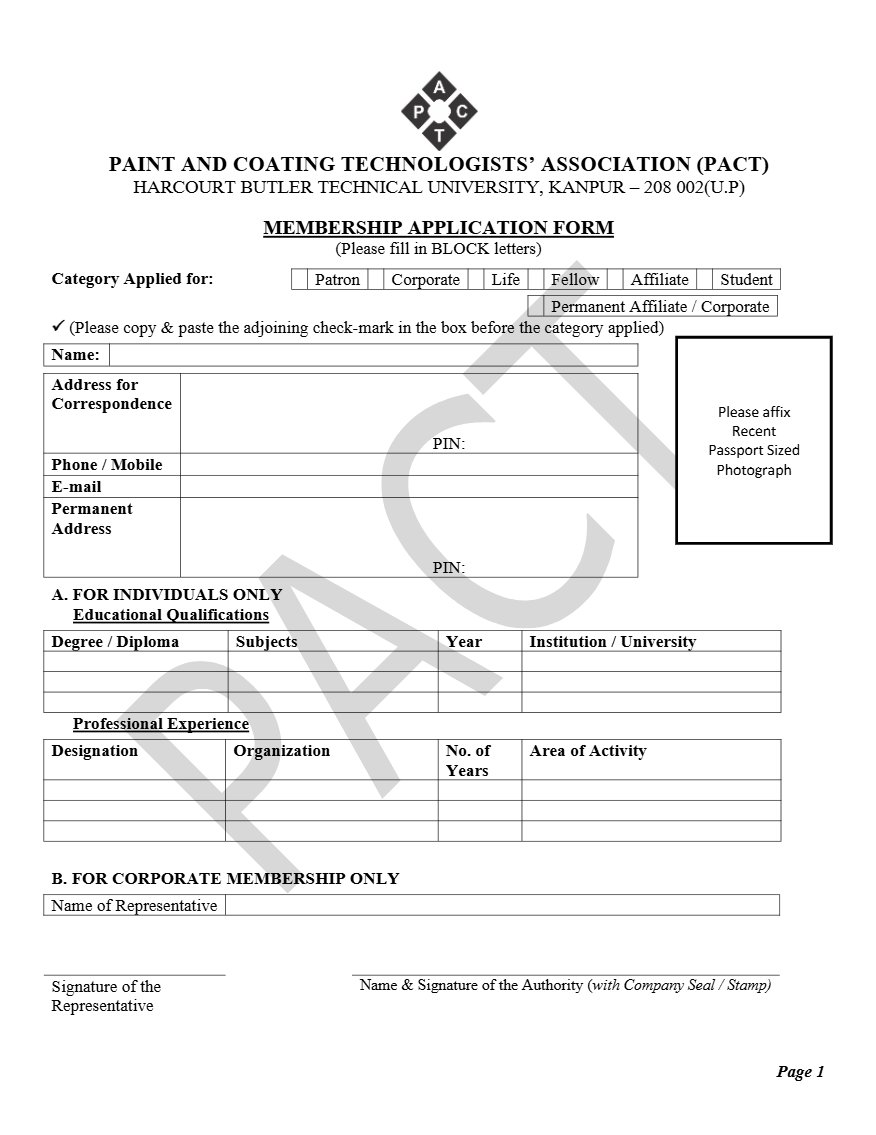 A
P C
T
PAINT AND COATING TECHNOLOGISTS’ ASSOCIATION (PACT)
HARCOURT BUTLER TECHNICAL UNIVERSITY, KANPUR – 208 002(U.P)
MEMBERSHIP APPLICATION FORM
(Please fill in BLOCK letters)
Category Applied for: Patron Corporate Life Fellow Affiliate Student
Permanent Affiliate / Corporate
✓ (Please copy & paste the adjoining check-mark in the box before the category applied)
Name:
Address for
Correspondence
PIN:
Phone / Mobile
E-mail
Permanent
Address
PIN:
Please affix
Recent
Passport Sized
Photograph
A. FOR INDIVIDUALS ONLY
Educational Qualifications
Degree / Diploma Subjects Year Institution / University
Professional Experience
Designation Organization No. of Area of Activity
Years
B. FOR CORPORATE MEMBERSHIP ONLY
Name of Representative
Signature of the
Representative
Name & Signature of the Authority (with Company Seal / Stamp)
Page 1
PACT